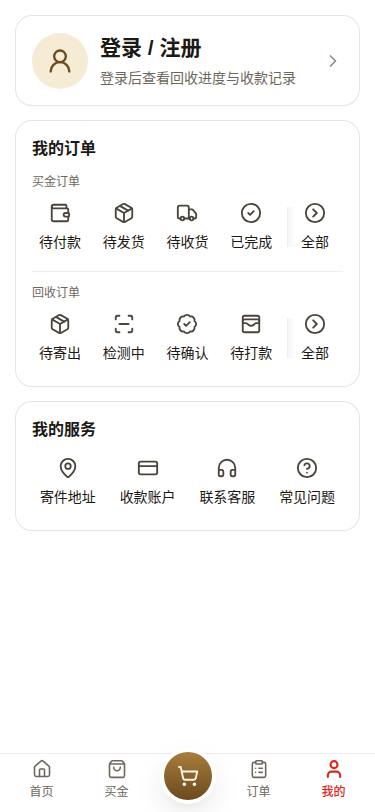 登录 / 注册
登录后查看回收进度与收款记录
我的订单
买金订单
待付款 待发货 待收货 已完成 全部
回收订单
待寄出 检测中 待确认 待打款 全部
我的服务
寄件地址 收款账户 联系客服 常见问题
首页 买金 订单 我的